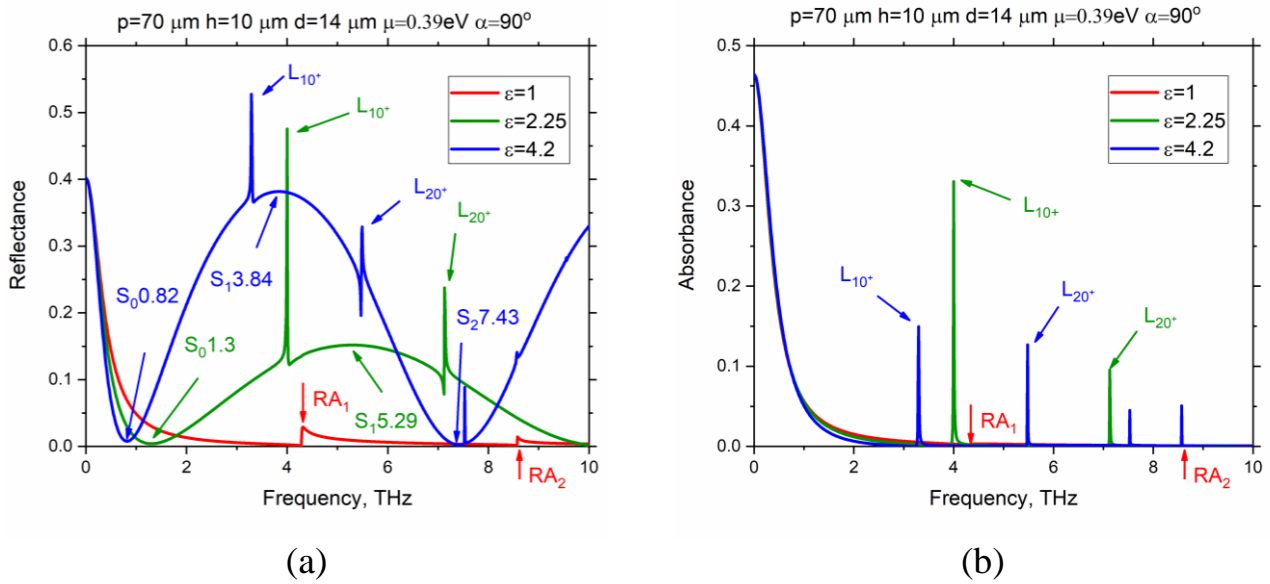 p=70 μm h=10 μm d=14 μm μ=0.39eV α=90°
Reflectance
0.6
0.5
0.4
0.3
0.2
0.1
0.0
0 2 4 6 8 10
Frequency, THz
ε=1
ε=2.25
ε=4.2
L10+
L10+
L20+
L20+
S00.82
S13.84
S01.3
S27.43
S15.29
RA1
RA2
(a)
p=70 μm h=10 μm d=14 μm μ=0.39eV α=90°
Absorbance
0.5
0.4
0.3
0.2
0.1
0.0
0 2 4 6 8 10
Frequency, THz
ε=1
ε=2.25
ε=4.2
L10+
L10+
L20+
L20+
RA1
RA2
(b)